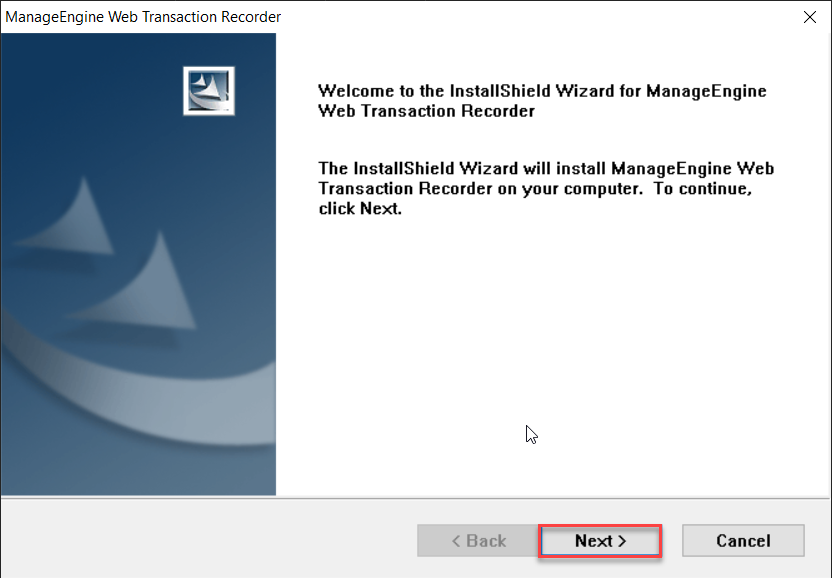 ManageEngine Web Transaction Recorder
Welcome to the InstallShield Wizard for ManageEngine
Web Transaction Recorder
The InstallShield Wizard will install ManageEngine Web
Transaction Recorder on your computer.  To continue,
click Next.
< Back
Next >
Cancel